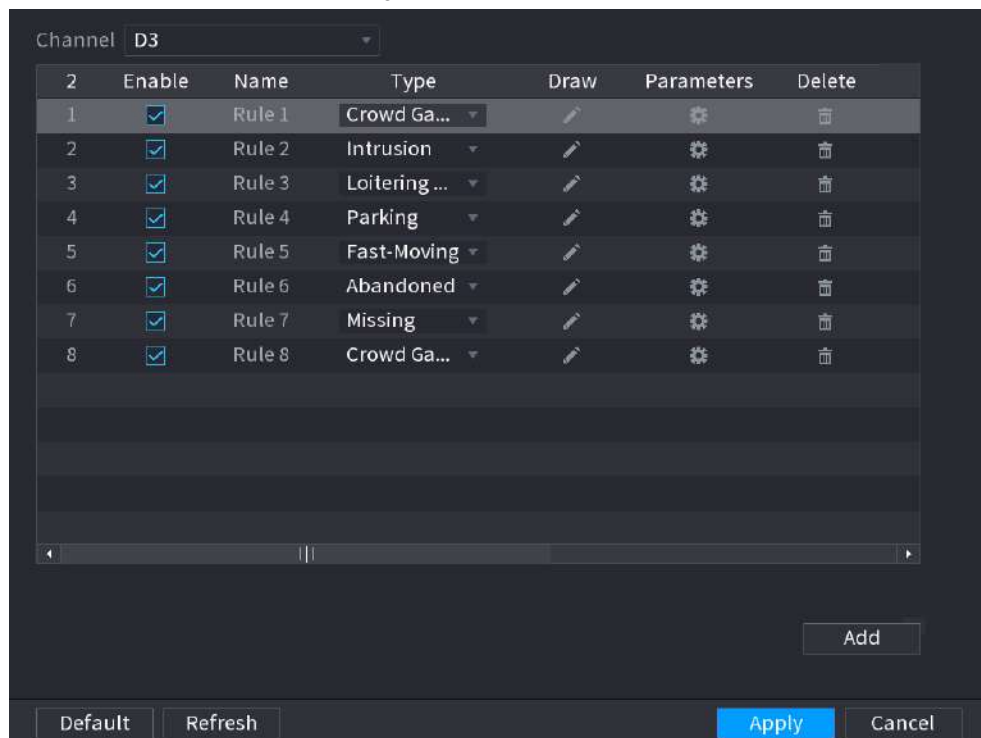 Channel D3
2 Enable Name Type Draw Parameters Delete
1 Rule 1 Crowd Ga...
2 Rule 2 Intrusion
3 Rule 3 Loitering ...
4 Rule 4 Parking
5 Rule 5 Fast-Moving
6 Rule 6 Abandoned
7 Rule 7 Missing
8 Rule 8 Crowd Ga...
Add
Default Refresh Apply Cancel